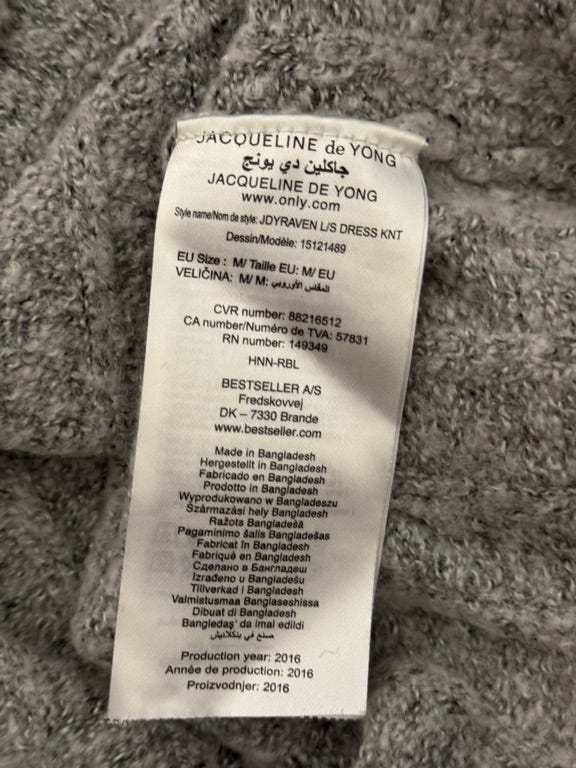 JACQUELINE de YONG
جاكلين دي يونج
JACQUELINE DE YONG
www.only.com
Style name/Nom de style: JDYRAVEN L/S DRESS KNT
Dessin/Modèle: 15121489
EU Size : M/ Taille EU: M/ EU
VELIČINA: M/ M: المقاس الأوروبي
CVR number: 88216512
CA number/Numéro de TVA: 57831
RN number: 149349
HNN-RBL
BESTSELLER A/S
Fredskovvej
DK – 7330 Brande
www.bestseller.com
Made in Bangladesh
Hergestellt in Bangladesh
Fabricado en Bangladesh
Prodotto in Bangladesh
Wyprodukowano w Bangladeszu
Származási hely Bangladesh
Ražots Bangladešā
Pagaminimo šalis Bangladešas
Fabricat în Bangladesh
Fabriqué en Bangladesh
Сделано в Бангладеш
Izrađeno u Bangladešu
Tillverkad i Bangladesh
Valmistusmaa Banglaseshissa
Dibuat di Bangladesh
Bangledaş' da imal edildi
صنع في بنكلاديش
Production year: 2016
Année de production: 2016
Proizvodnjer: 2016